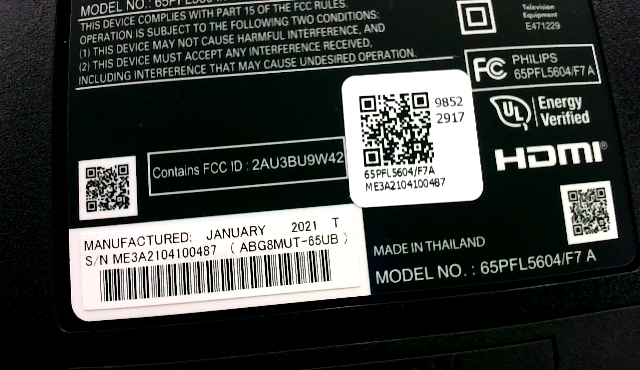 MODEL NO.: 65PFL5604/
THIS DEVICE COMPLIES WITH PART 15 OF THE FCC RULES.
OPERATION IS SUBJECT TO THE FOLLOWING TWO CONDITIONS:
(1) THIS DEVICE MAY NOT CAUSE HARMFUL INTERFERENCE, AND
(2) THIS DEVICE MUST ACCEPT ANY INTERFERENCE RECEIVED,
INCLUDING INTERFERENCE THAT MAY CAUSE UNDESIRED OPERATION.
Television
Equipment
E471229
FC PHILIPS
65PFL5604/F7 A
UL Energy
Verified
HDMI®
9852
2917
65PFL5604/F7A
ME3A2104100487
Contains FCC ID : 2AU3BU9W42
MANUFACTURED: JANUARY 2021 T
S/N ME3A2104100487 ( ABG8MUT-65UB )
MADE IN THAILAND
MODEL NO. : 65PFL5604/F7 A